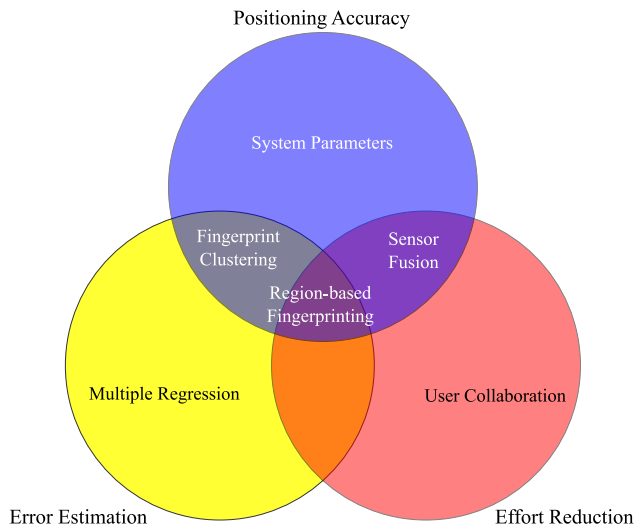 Positioning Accuracy
System Parameters
Fingerprint
Clustering
Sensor
Fusion
Region-based
Fingerprinting
Multiple Regression
User Collaboration
Error Estimation
Effort Reduction